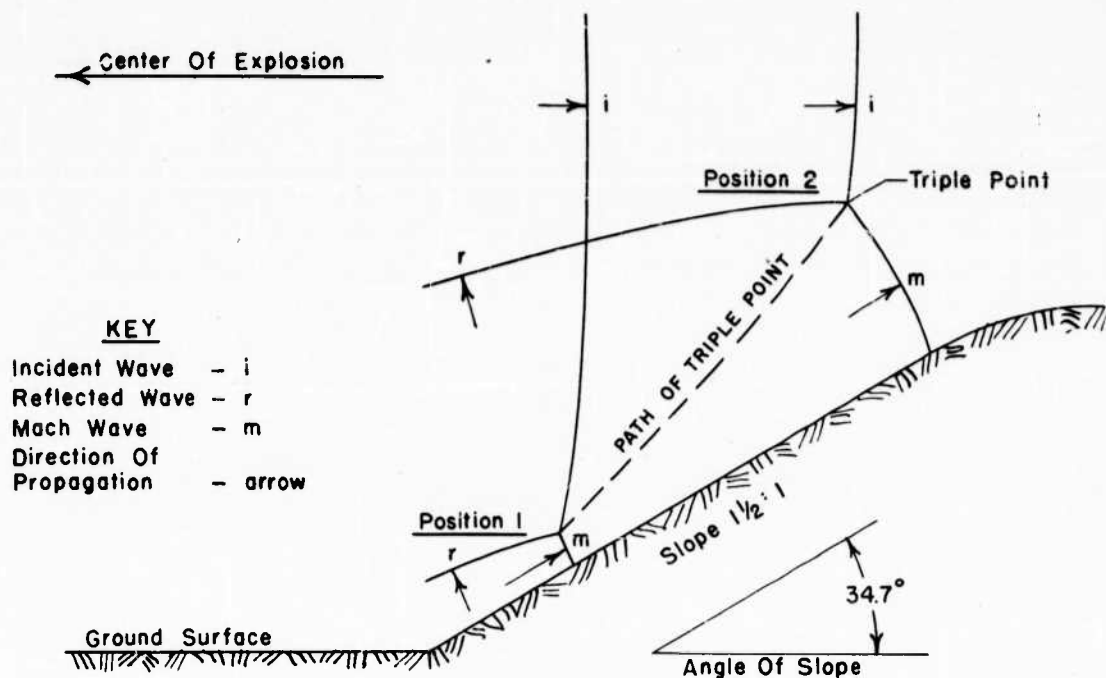 Center Of Explosion
i
i
Position 2
Triple Point
r
m
PATH OF TRIPLE POINT
KEY
Incident Wave – i
Reflected Wave – r
Mach Wave – m
Direction Of
Propagation – arrow
Position 1
m
r
Slope 1½:1
34.7°
Ground Surface
Angle Of Slope